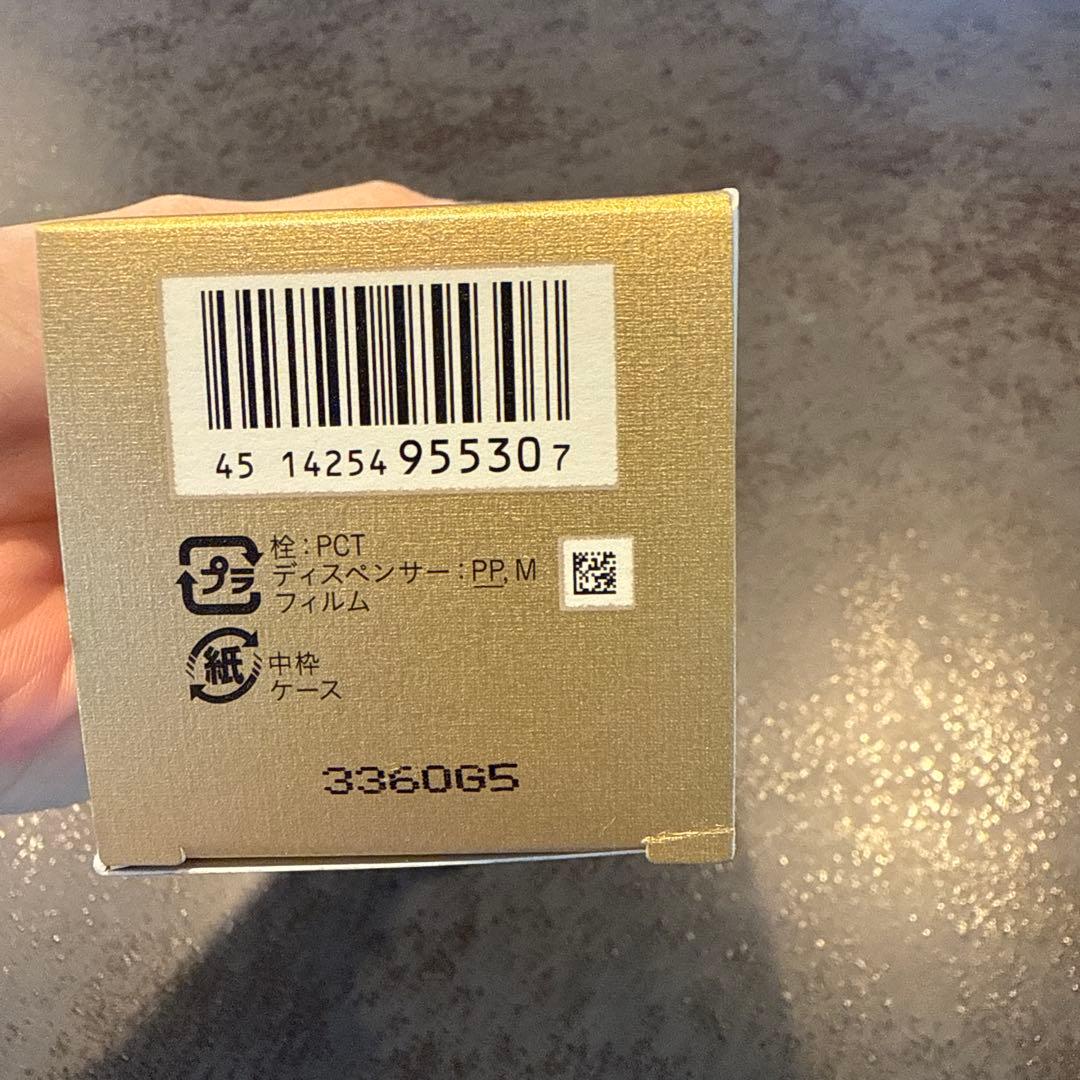 45 14254 95530 7
プラ
栓：PCT
ディスペンサー：PP, M
フィルム
紙
中枠
ケース
3360G5